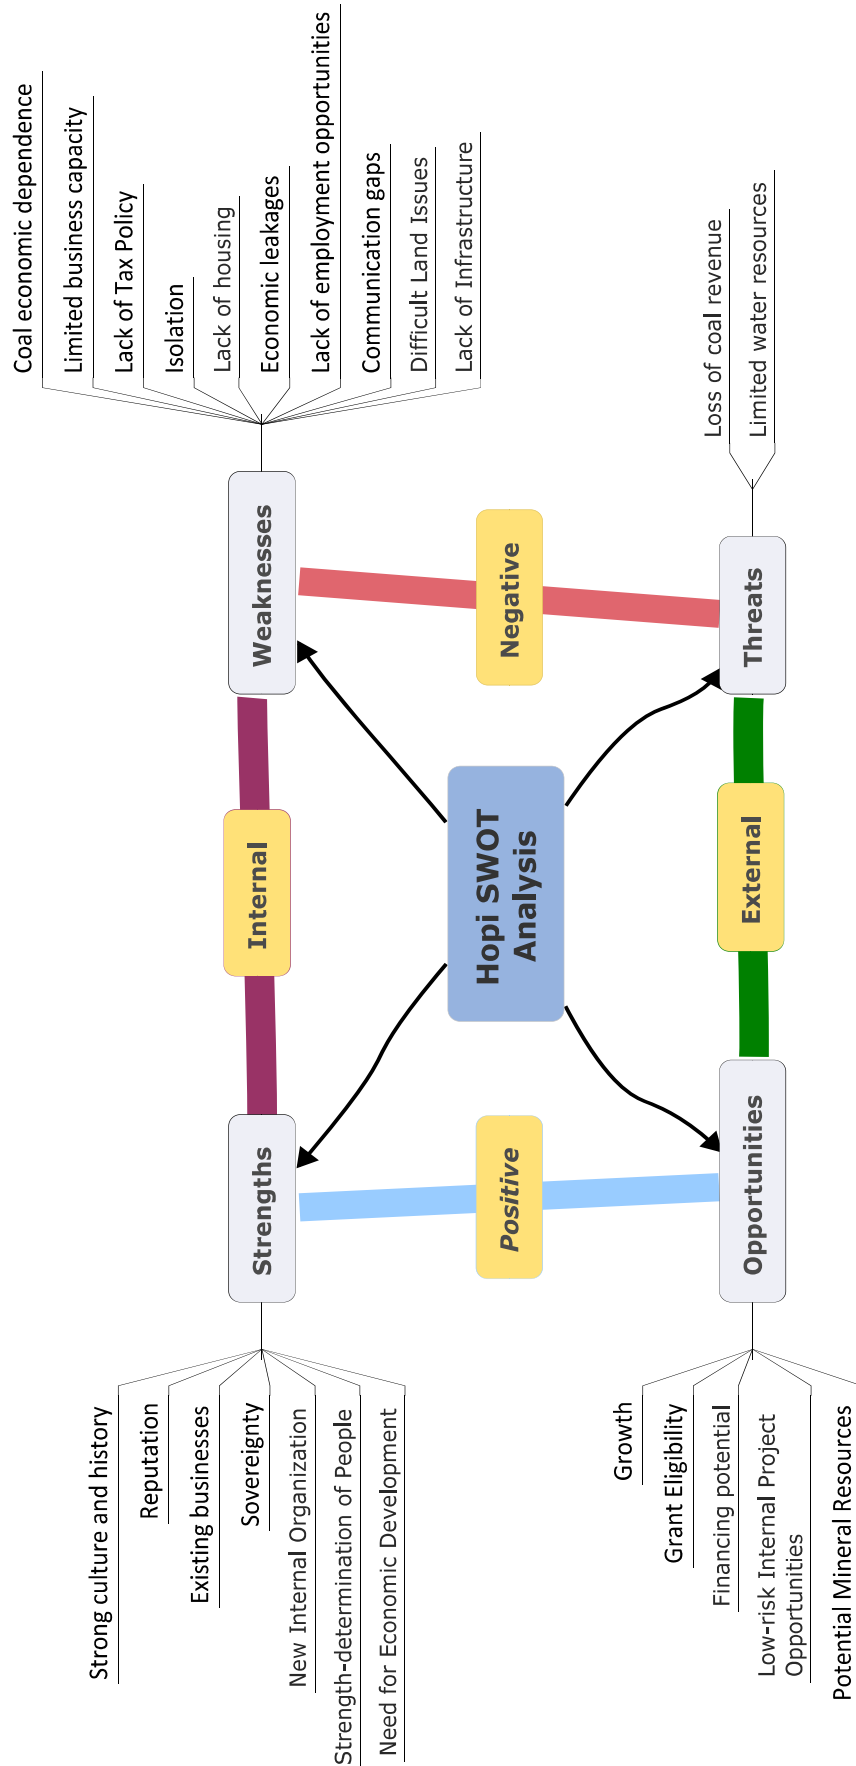 Strong culture and history
Reputation
Existing businesses
Sovereignty
New Internal Organization
Strength-determination of People
Need for Economic Development
Strengths
Internal
Weaknesses
Coal economic dependence
Limited business capacity
Lack of Tax Policy
Isolation
Lack of housing
Economic leakages
Lack of employment opportunities
Communication gaps
Difficult Land Issues
Lack of Infrastructure
Positive
Hopi SWOT
Analysis
Negative
Growth
Grant Eligibility
Financing potential
Low-risk Internal Project
Opportunities
Potential Mineral Resources
Opportunities
External
Threats
Loss of coal revenue
Limited water resources